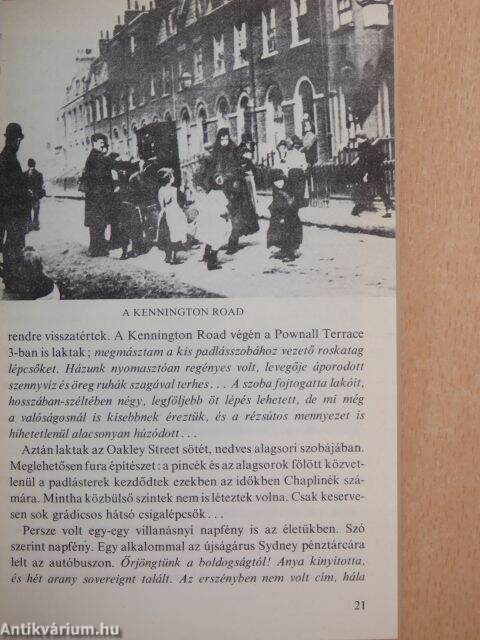 A KENNINGTON ROAD
rendre visszatértek. A Kennington Road végén a Pownall Terrace
3-ban is laktak; megmásztam a kis padlásszobához vezető roskatag
lépcsőket. Házunk nyomasztóan regényes volt, levegője áporodott
szennyvíz és öreg ruhák szagával terhes... A szoba fojtogatta lakóit,
hosszában-széltében négy, legföljebb öt lépés lehetett, de mi még
a valóságosnál is kisebbnek éreztük, és a rézsútos mennyezet is
hihetetlenül alacsonyan húzódott...
Aztán laktak az Oakley Street sötét, nedves alagsori szobájában.
Meglehetősen fura építészet: a pincék és az alagsorok fölött közvet-
lenül a padlásterek kezdődtek ezekben az időkben Chaplinék szá-
mára. Mintha közbülső szintek nem is léteztek volna. Csak keserve-
sen sok grádicsos hátsó csigalépcsők...
Persze volt egy-egy villanásnyi napfény is az életükben. Szó
szerint napfény. Egy alkalommal az újságárus Sydney pénztárcára
lelt az autóbuszon. Őrjöngtünk a boldogságtól! Anya kinyitotta,
és hét arany sovereignt talált. Az erszényben nem volt cím, hála
21
Antikvárium.hu